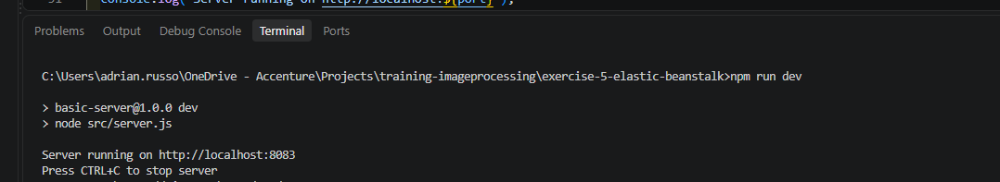 91 console.log(`Server running on http://localhost:${port}`);
Problems Output Debug Console Terminal Ports
C:\Users\adrian.russo\OneDrive - Accenture\Projects\training-imageprocessing\exercise-5-elastic-beanstalk>npm run dev
> basic-server@1.0.0 dev
> node src/server.js
Server running on http://localhost:8083
Press CTRL+C to stop server